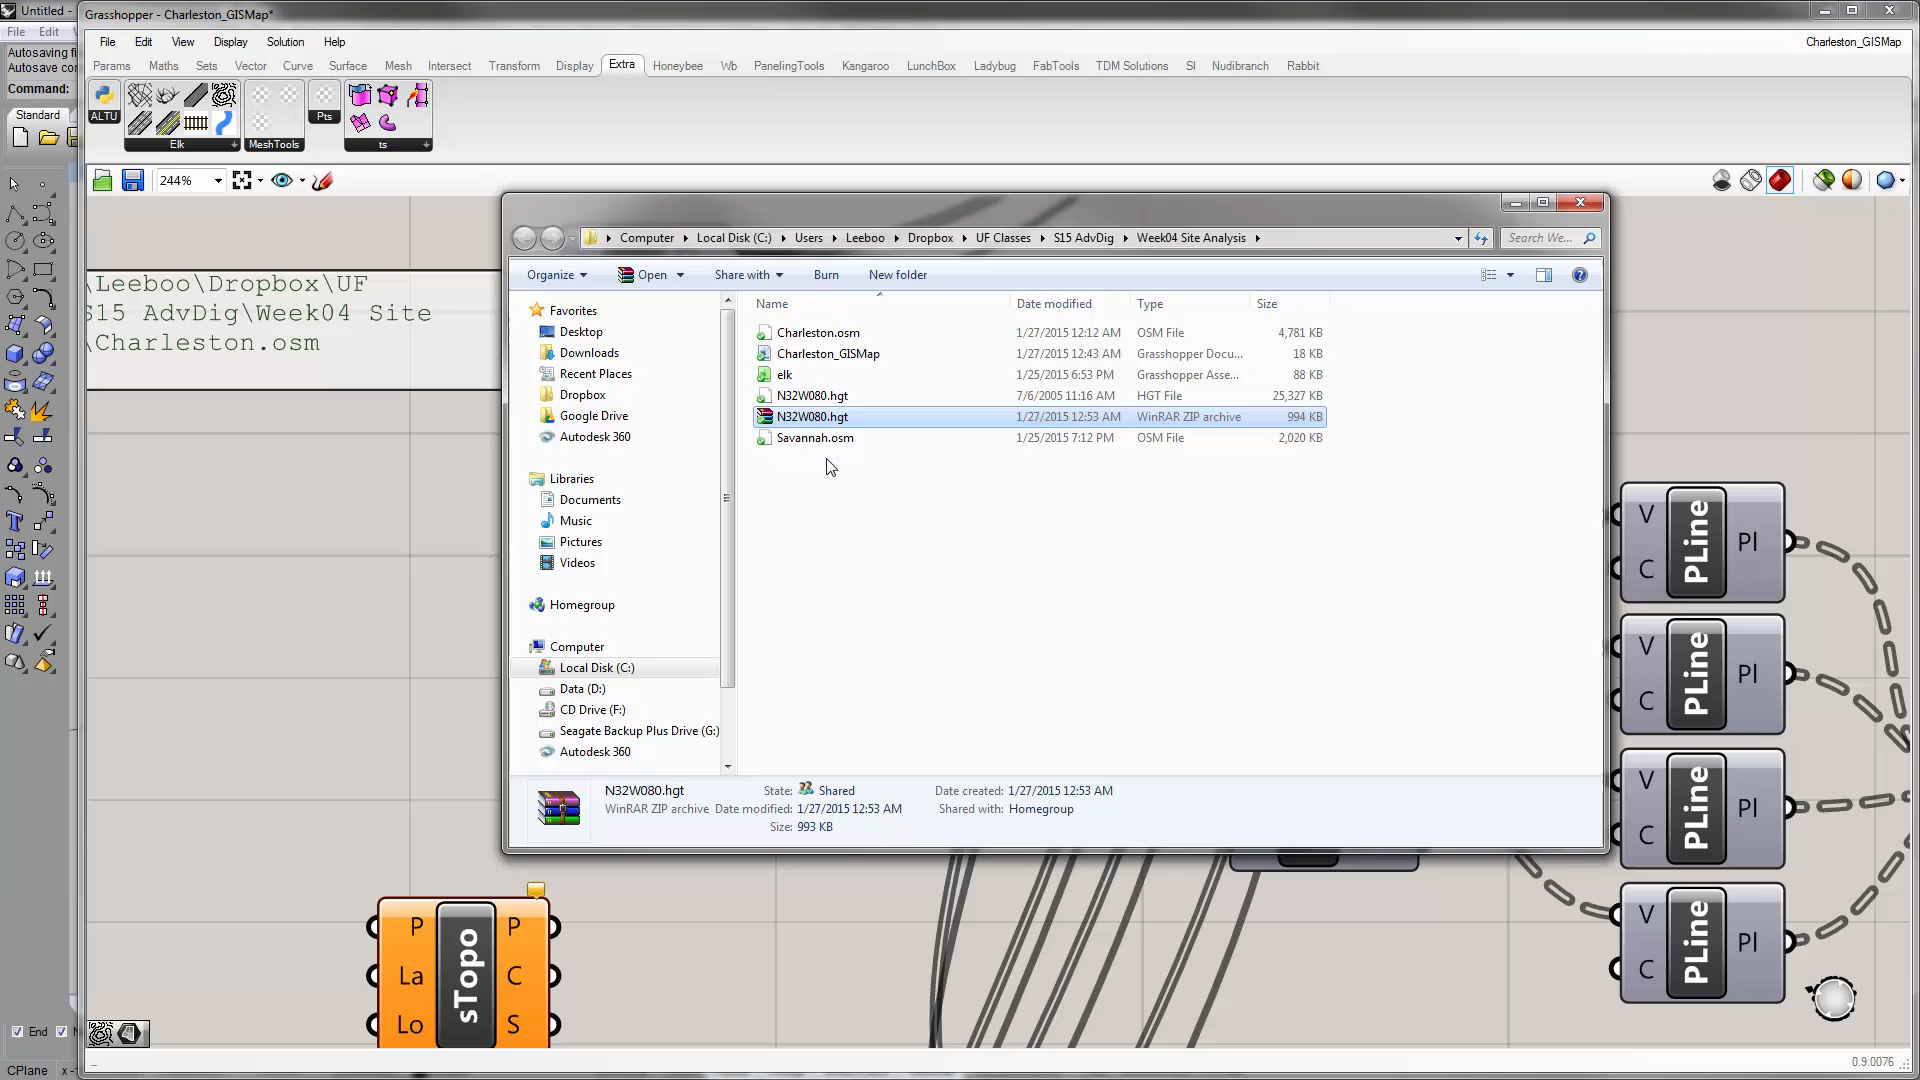 Untitled -
Grasshopper - Charleston_GISMap*
File Edit
File Edit View Display Solution Help
Charleston_GISMap
Autosaving fi
Autosave con
Command:
Standard
Params Maths Sets Vector Curve Surface Mesh Intersect Transform Display Extra Honeybee Wb PanelingTools Kangaroo LunchBox Ladybug FabTools TDM Solutions SI Nudibranch Rabbit
ALTU
Elk
MeshTools
Pts
ts
244%
\Leeboo\Dropbox\UF
S15 AdvDig\Week04 Site
\Charleston.osm
Computer Local Disk (C:) Users Leeboo Dropbox UF Classes S15 AdvDig Week04 Site Analysis
Search We...
Organize Open Share with Burn New folder
Name Date modified Type Size
Charleston.osm 1/27/2015 12:12 AM OSM File 4,781 KB
Charleston_GISMap 1/27/2015 12:43 AM Grasshopper Docu... 18 KB
elk 1/25/2015 6:53 PM Grasshopper Asse... 88 KB
N32W080.hgt 7/6/2005 11:16 AM HGT File 25,327 KB
N32W080.hgt 1/27/2015 12:53 AM WinRAR ZIP archive 994 KB
Savannah.osm 1/25/2015 7:12 PM OSM File 2,020 KB
Favorites
Desktop
Downloads
Recent Places
Dropbox
Google Drive
Autodesk 360
Libraries
Documents
Music
Pictures
Videos
Homegroup
Computer
Local Disk (C:)
Data (D:)
CD Drive (F:)
Seagate Backup Plus Drive (G:)
Autodesk 360
N32W080.hgt State: Shared Date created: 1/27/2015 12:53 AM
WinRAR ZIP archive Date modified: 1/27/2015 12:53 AM Shared with: Homegroup
Size: 993 KB
V PLine Pl
C
V PLine Pl
C
V PLine Pl
C
V PLine Pl
C
P sTopo P
La C
Lo S
End
CPlane
0.9.0076